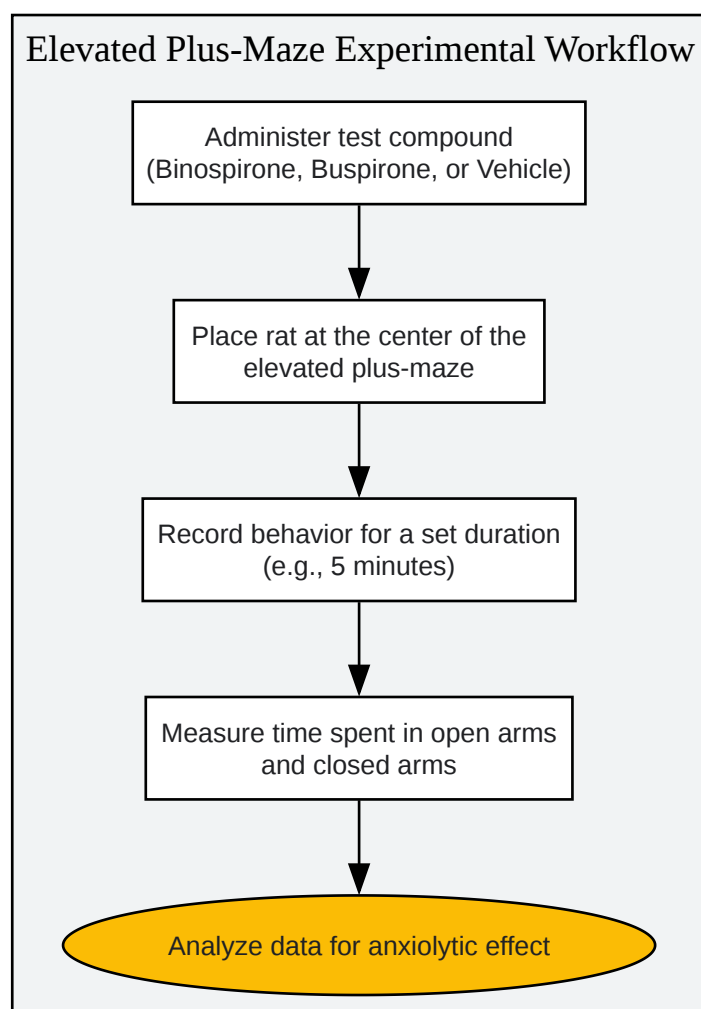 Elevated Plus-Maze Experimental Workflow
Administer test compound
(Binospirone, Buspirone, or Vehicle)
Place rat at the center of the
elevated plus-maze
Record behavior for a set duration
(e.g., 5 minutes)
Measure time spent in open arms
and closed arms
Analyze data for anxiolytic effect